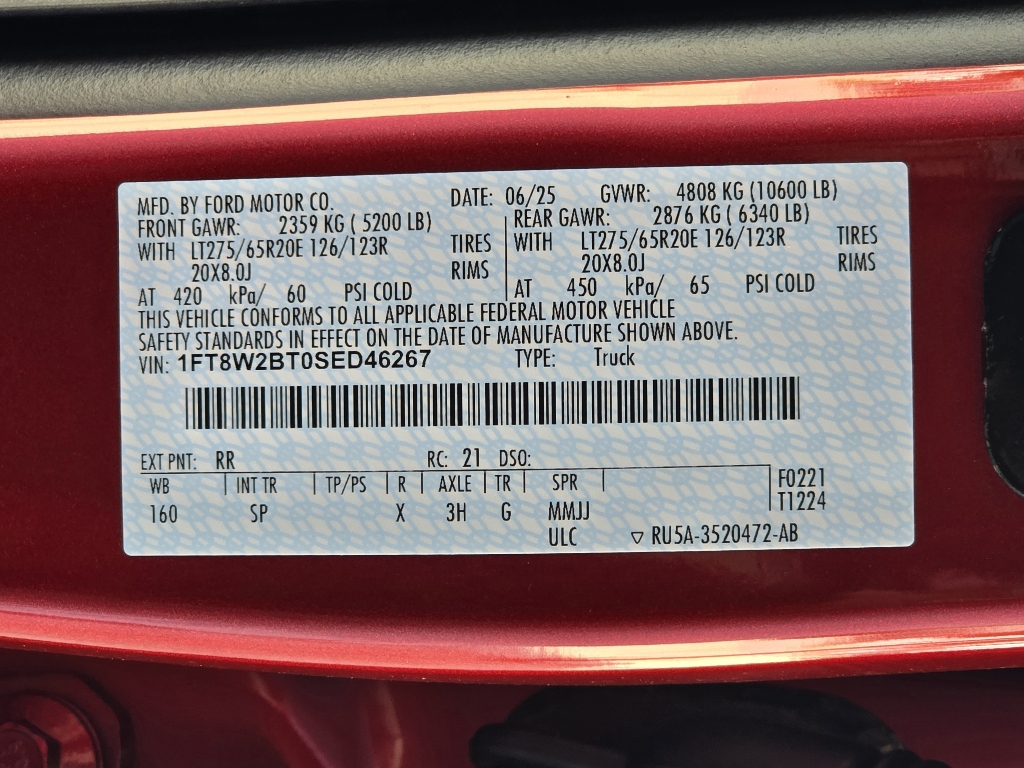 MFD. BY FORD MOTOR CO. DATE: 06/25 GVWR: 4808 KG (10600 LB)
FRONT GAWR: 2359 KG ( 5200 LB) REAR GAWR: 2876 KG ( 6340 LB)
WITH LT275/65R20E 126/123R TIRES WITH LT275/65R20E 126/123R TIRES
20X8.0J RIMS 20X8.0J RIMS
AT 420 kPa/ 60 PSI COLD AT 450 kPa/ 65 PSI COLD
THIS VEHICLE CONFORMS TO ALL APPLICABLE FEDERAL MOTOR VEHICLE
SAFETY STANDARDS IN EFFECT ON THE DATE OF MANUFACTURE SHOWN ABOVE.
VIN: 1FT8W2BT0SED46267 TYPE: Truck
EXT PNT: RR RC: 21 DSO:
WB INT TR TP/PS R AXLE TR SPR F0221
160 SP X 3H G MMJJ T1224
ULC ▽ RU5A-3520472-AB